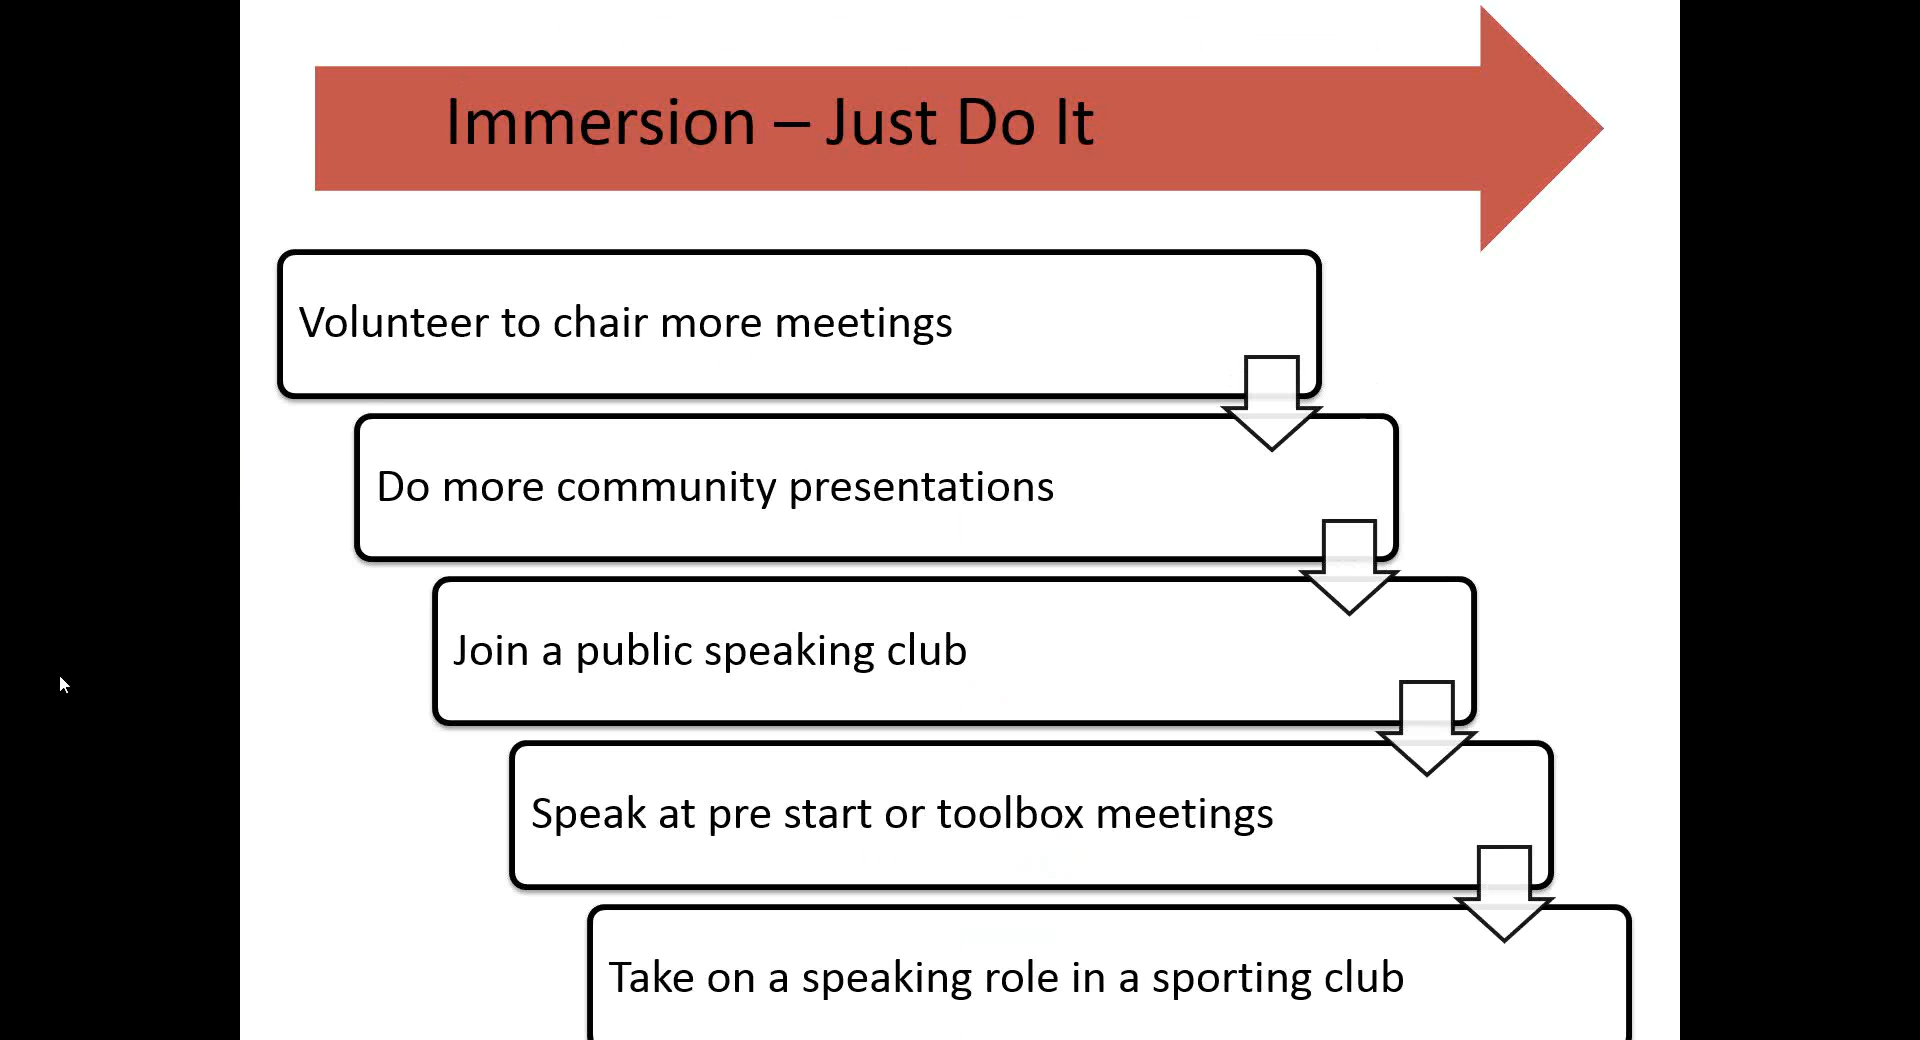 Immersion – Just Do It
Volunteer to chair more meetings
Do more community presentations
Join a public speaking club
Speak at pre start or toolbox meetings
Take on a speaking role in a sporting club